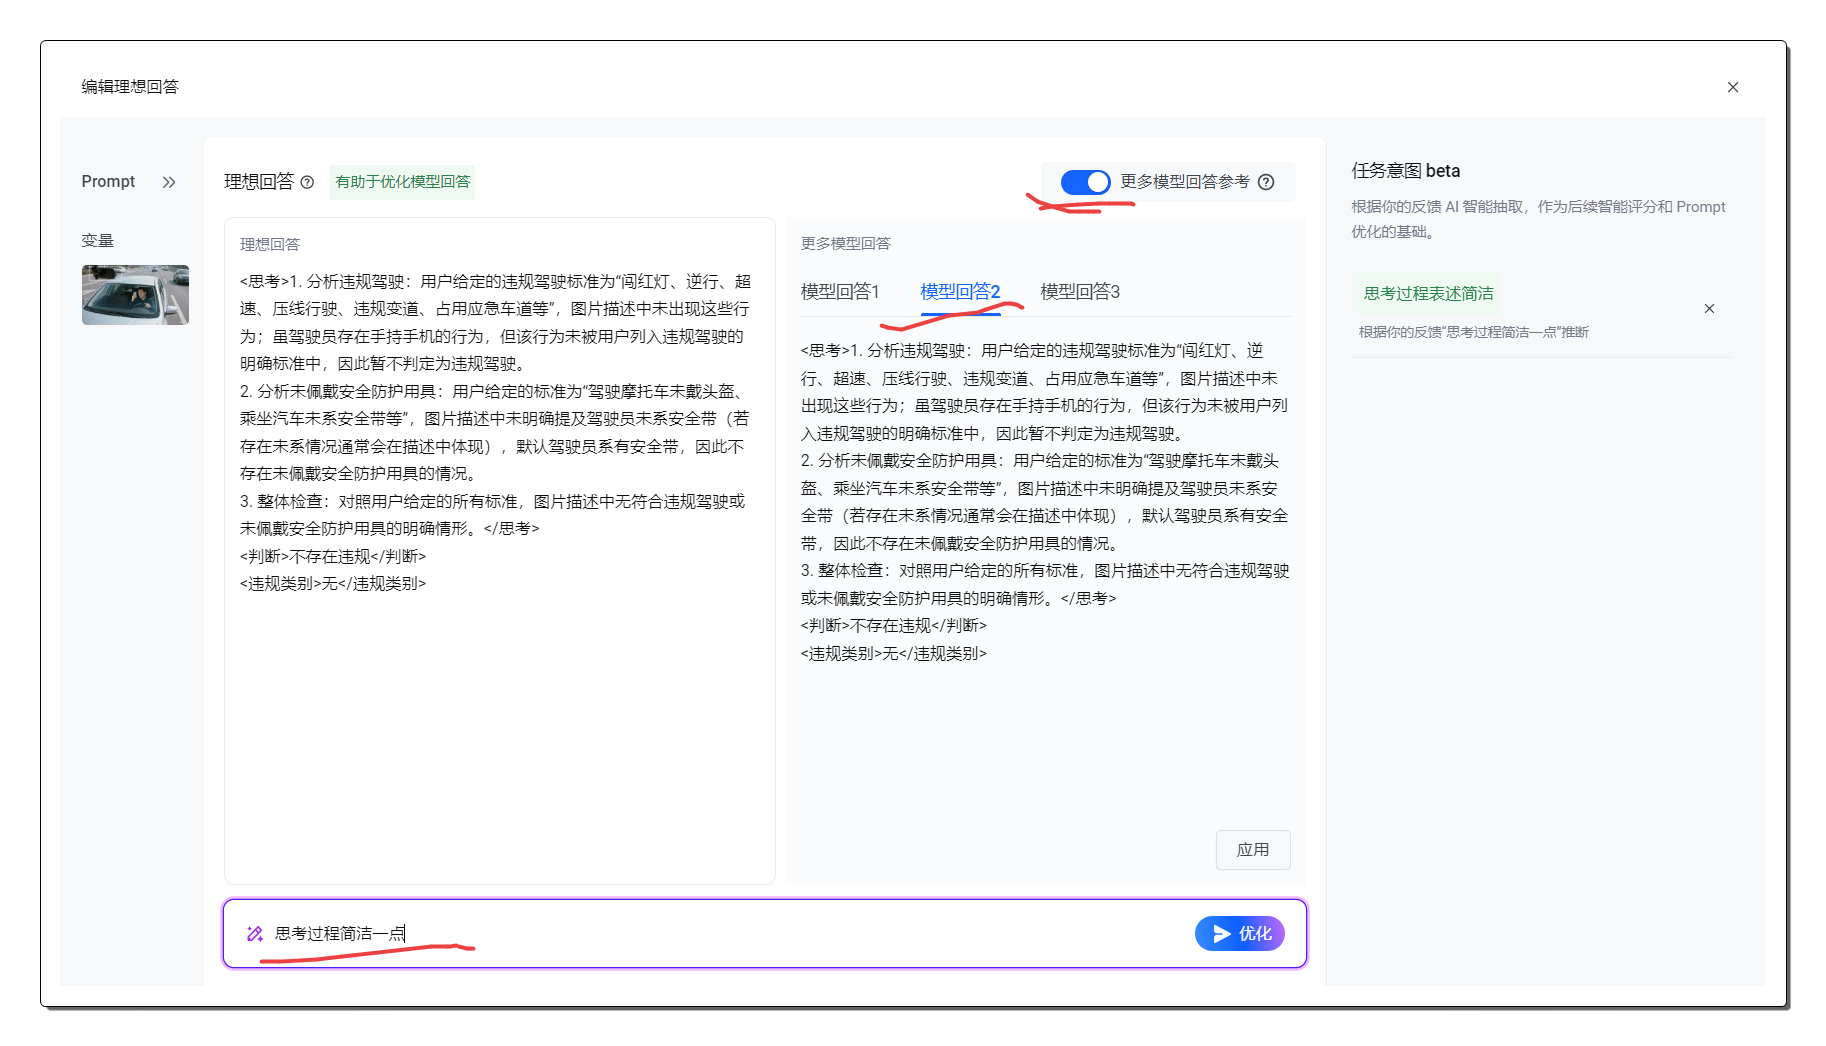 编辑理想回答
Prompt
变量
理想回答
有助于优化模型回答
更多模型回答参考
理想回答
<思考>1. 分析违规驾驶：用户给定的违规驾驶标准为“闯红灯、逆行、超
速、压线行驶、违规变道、占用应急车道等”，图片描述中未出现这些行
为；虽驾驶员存在手持手机的行为，但该行为未被用户列入违规驾驶的
明确标准中，因此暂不判定为违规驾驶。
2. 分析未佩戴安全防护用具：用户给定的标准为“驾驶摩托车未戴头盔、
乘坐汽车未系安全带等”，图片描述中未明确提及驾驶员未系安全带（若
存在未系情况通常会在描述中体现），默认驾驶员系有安全带，因此不
存在未佩戴安全防护用具的情况。
3. 整体检查：对照用户给定的所有标准，图片描述中无符合违规驾驶或
未佩戴安全防护用具的明确情形。</思考>
<判断>不存在违规</判断>
<违规类别>无</违规类别>
更多模型回答
模型回答1 模型回答2 模型回答3
<思考>1. 分析违规驾驶：用户给定的违规驾驶标准为“闯红灯、逆
行、超速、压线行驶、违规变道、占用应急车道等”，图片描述中未
出现这些行为；虽驾驶员存在手持手机的行为，但该行为未被用户列
入违规驾驶的明确标准中，因此暂不判定为违规驾驶。
2. 分析未佩戴安全防护用具：用户给定的标准为“驾驶摩托车未戴头
盔、乘坐汽车未系安全带等”，图片描述中未明确提及驾驶员未系安
全带（若存在未系情况通常会在描述中体现），默认驾驶员系有安全
带，因此不存在未佩戴安全防护用具的情况。
3. 整体检查：对照用户给定的所有标准，图片描述中无符合违规驾驶
或未佩戴安全防护用具的明确情形。</思考>
<判断>不存在违规</判断>
<违规类别>无</违规类别>
应用
思考过程简洁一点
优化
任务意图 beta
根据你的反馈 AI 智能抽取，作为后续智能评分和 Prompt
优化的基础。
思考过程表述简洁
根据你的反馈“思考过程简洁一点”推断